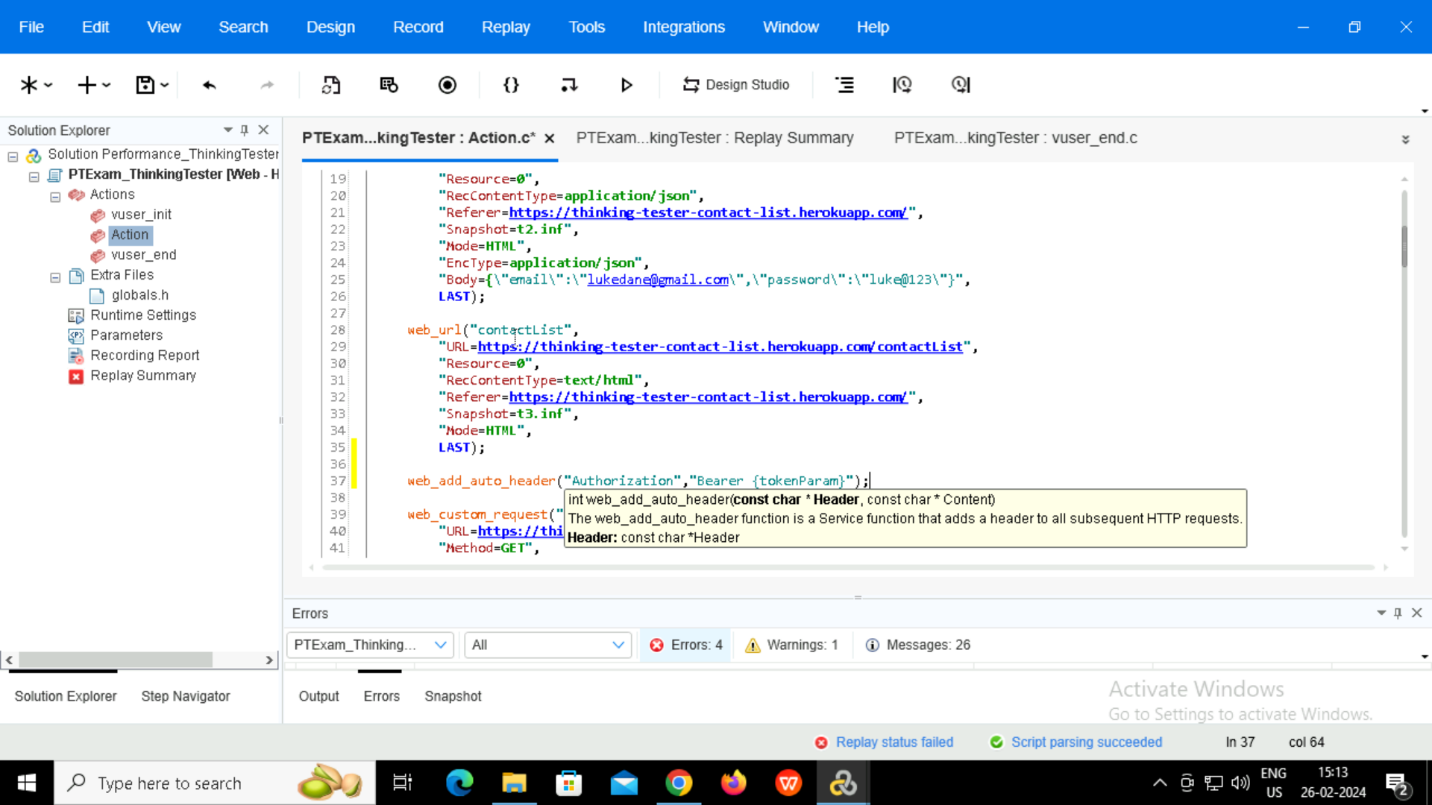 File Edit View Search Design Record Replay Tools Integrations Window Help
Design Studio
Solution Explorer
Solution Performance_ThinkingTester
PTExam_ThinkingTester [Web - H
Actions
vuser_init
Action
vuser_end
Extra Files
globals.h
Runtime Settings
Parameters
Recording Report
Replay Summary
PTExam...kingTester : Action.c* PTExam...kingTester : Replay Summary PTExam...kingTester : vuser_end.c
19 "Resource=0",
20 "RecContentType=application/json",
21 "Referer=https://thinking-tester-contact-list.herokuapp.com/",
22 "Snapshot=t2.inf",
23 "Mode=HTML",
24 "EncType=application/json",
25 "Body={\"email\":\"lukedane@gmail.com\",\"password\":\"luke@123\"}",
26 LAST);
27
28 web_url("contactList",
29 "URL=https://thinking-tester-contact-list.herokuapp.com/contactList",
30 "Resource=0",
31 "RecContentType=text/html",
32 "Referer=https://thinking-tester-contact-list.herokuapp.com/",
33 "Snapshot=t3.inf",
34 "Mode=HTML",
35 LAST);
36
37 web_add_auto_header("Authorization","Bearer {tokenParam}");
38
39 web_custom_request("
40 "URL=https://thi
41 "Method=GET",
int web_add_auto_header(const char * Header, const char * Content)
The web_add_auto_header function is a Service function that adds a header to all subsequent HTTP requests.
Header: const char *Header
Errors
PTExam_Thinking... All Errors: 4 Warnings: 1 Messages: 26
Solution Explorer Step Navigator Output Errors Snapshot
Activate Windows
Go to Settings to activate Windows.
Replay status failed Script parsing succeeded ln 37 col 64
Type here to search
ENG
US
15:13
26-02-2024
2